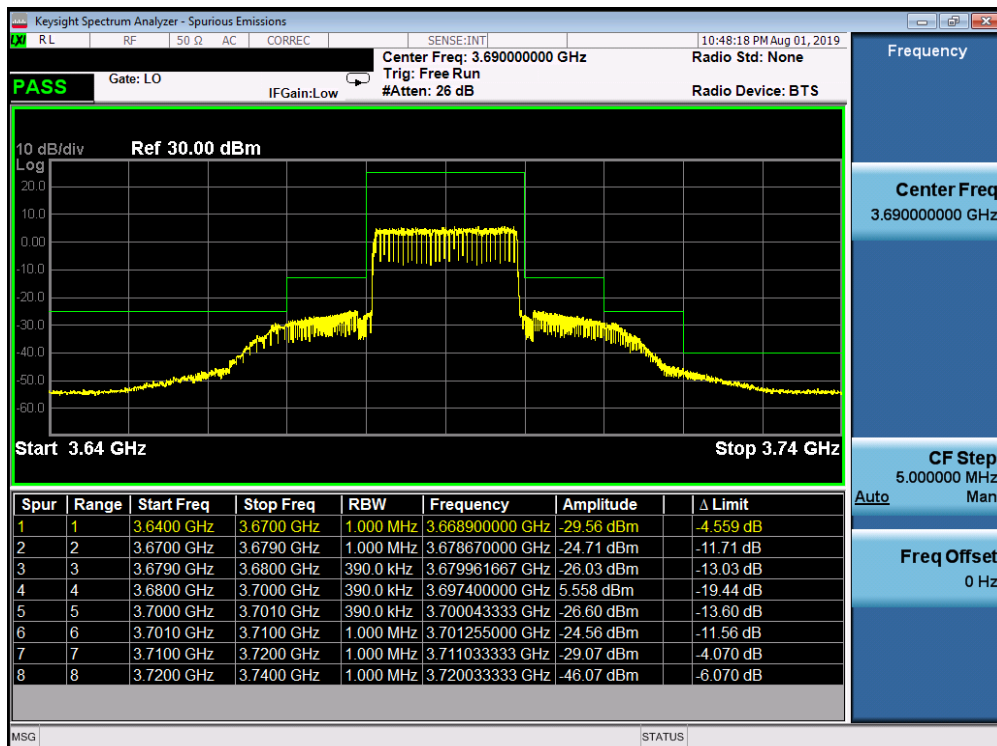 Keysight Spectrum Analyzer - Spurious Emissions
LXI RL RF 50 Ω AC CORREC SENSE:INT 10:48:18 PM Aug 01, 2019
Center Freq: 3.690000000 GHz Radio Std: None
PASS Gate: LO Trig: Free Run
IFGain:Low #Atten: 26 dB Radio Device: BTS
10 dB/div Ref 30.00 dBm
Log
20.0
10.0
0.00
-10.0
-20.0
-30.0
-40.0
-50.0
-60.0
Start 3.64 GHz Stop 3.74 GHz
Spur Range Start Freq Stop Freq RBW Frequency Amplitude Δ Limit
1 1 3.6400 GHz 3.6700 GHz 1.000 MHz 3.668900000 GHz -29.56 dBm -4.559 dB
2 2 3.6700 GHz 3.6790 GHz 1.000 MHz 3.678670000 GHz -24.71 dBm -11.71 dB
3 3 3.6790 GHz 3.6800 GHz 390.0 kHz 3.679961667 GHz -26.03 dBm -13.03 dB
4 4 3.6800 GHz 3.7000 GHz 390.0 kHz 3.697400000 GHz 5.558 dBm -19.44 dB
5 5 3.7000 GHz 3.7010 GHz 390.0 kHz 3.700043333 GHz -26.60 dBm -13.60 dB
6 6 3.7010 GHz 3.7100 GHz 1.000 MHz 3.701255000 GHz -24.56 dBm -11.56 dB
7 7 3.7100 GHz 3.7200 GHz 1.000 MHz 3.711033333 GHz -29.07 dBm -4.070 dB
8 8 3.7200 GHz 3.7400 GHz 1.000 MHz 3.720033333 GHz -46.07 dBm -6.070 dB
MSG STATUS
Frequency
Center Freq
3.690000000 GHz
CF Step
5.000000 MHz
Auto Man
Freq Offset
0 Hz